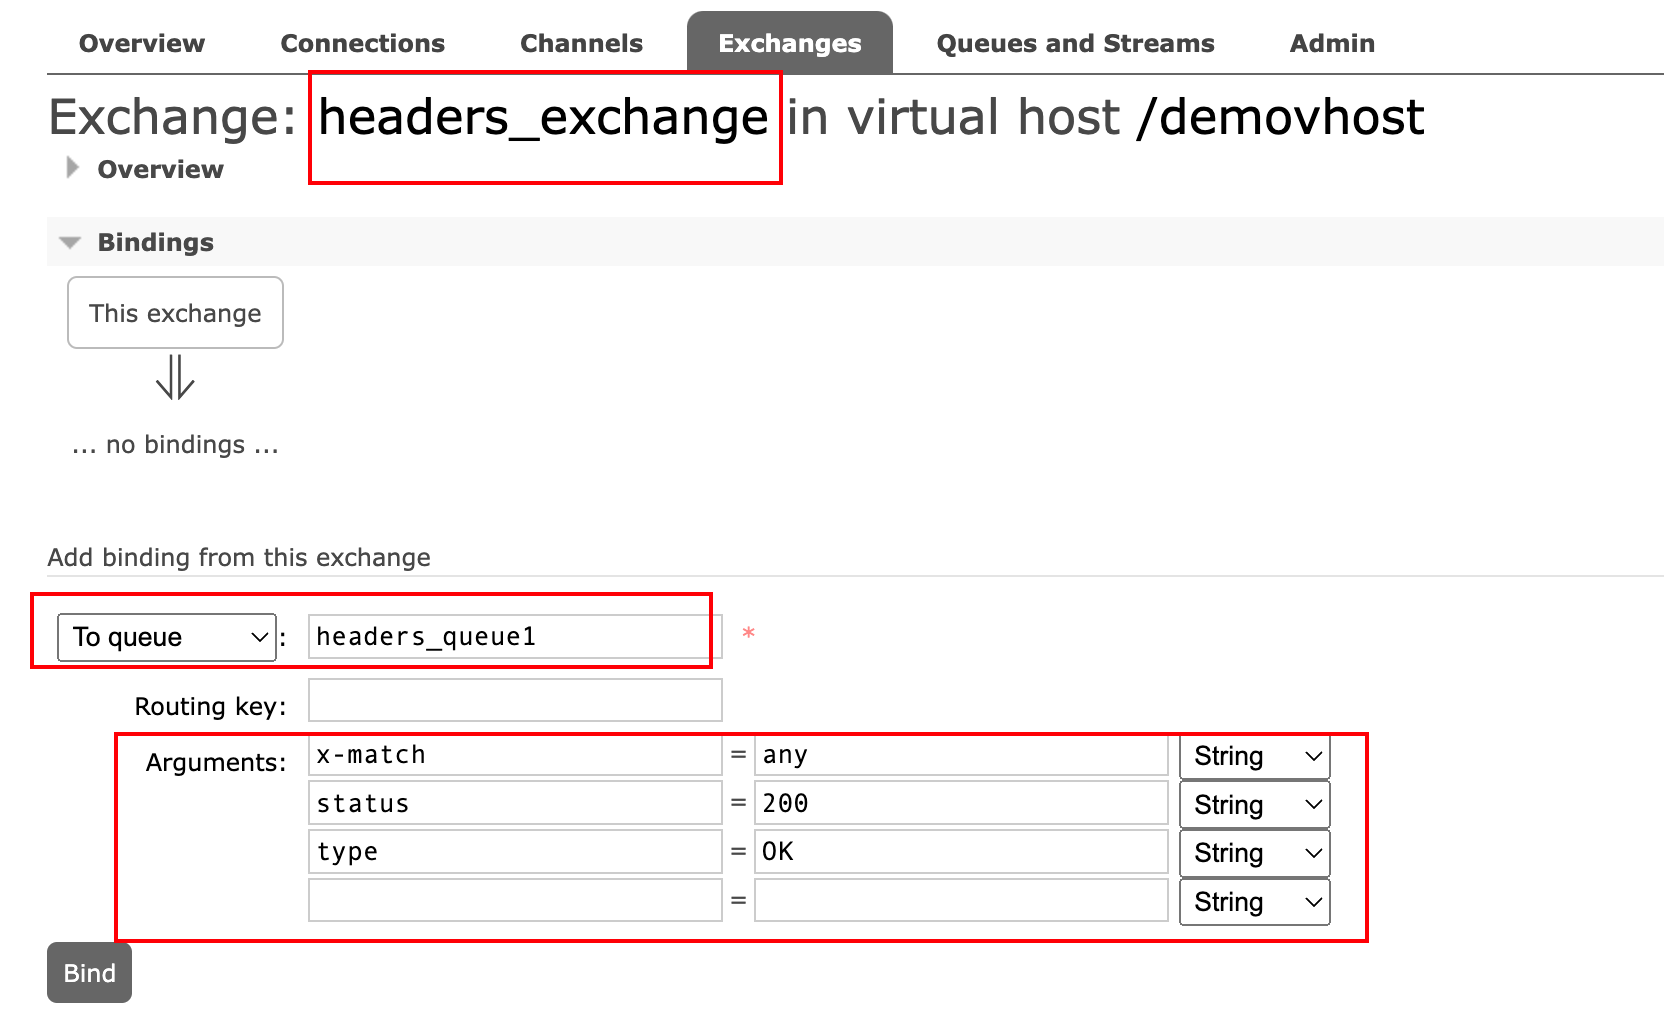 Overview Connections Channels Exchanges Queues and Streams Admin
Exchange: headers_exchange in virtual host /demovhost
Overview
Bindings
This exchange
... no bindings ...
Add binding from this exchange
To queue : headers_queue1 *
Routing key:
Arguments: x-match = any String
status = 200 String
type = OK String
= String
Bind